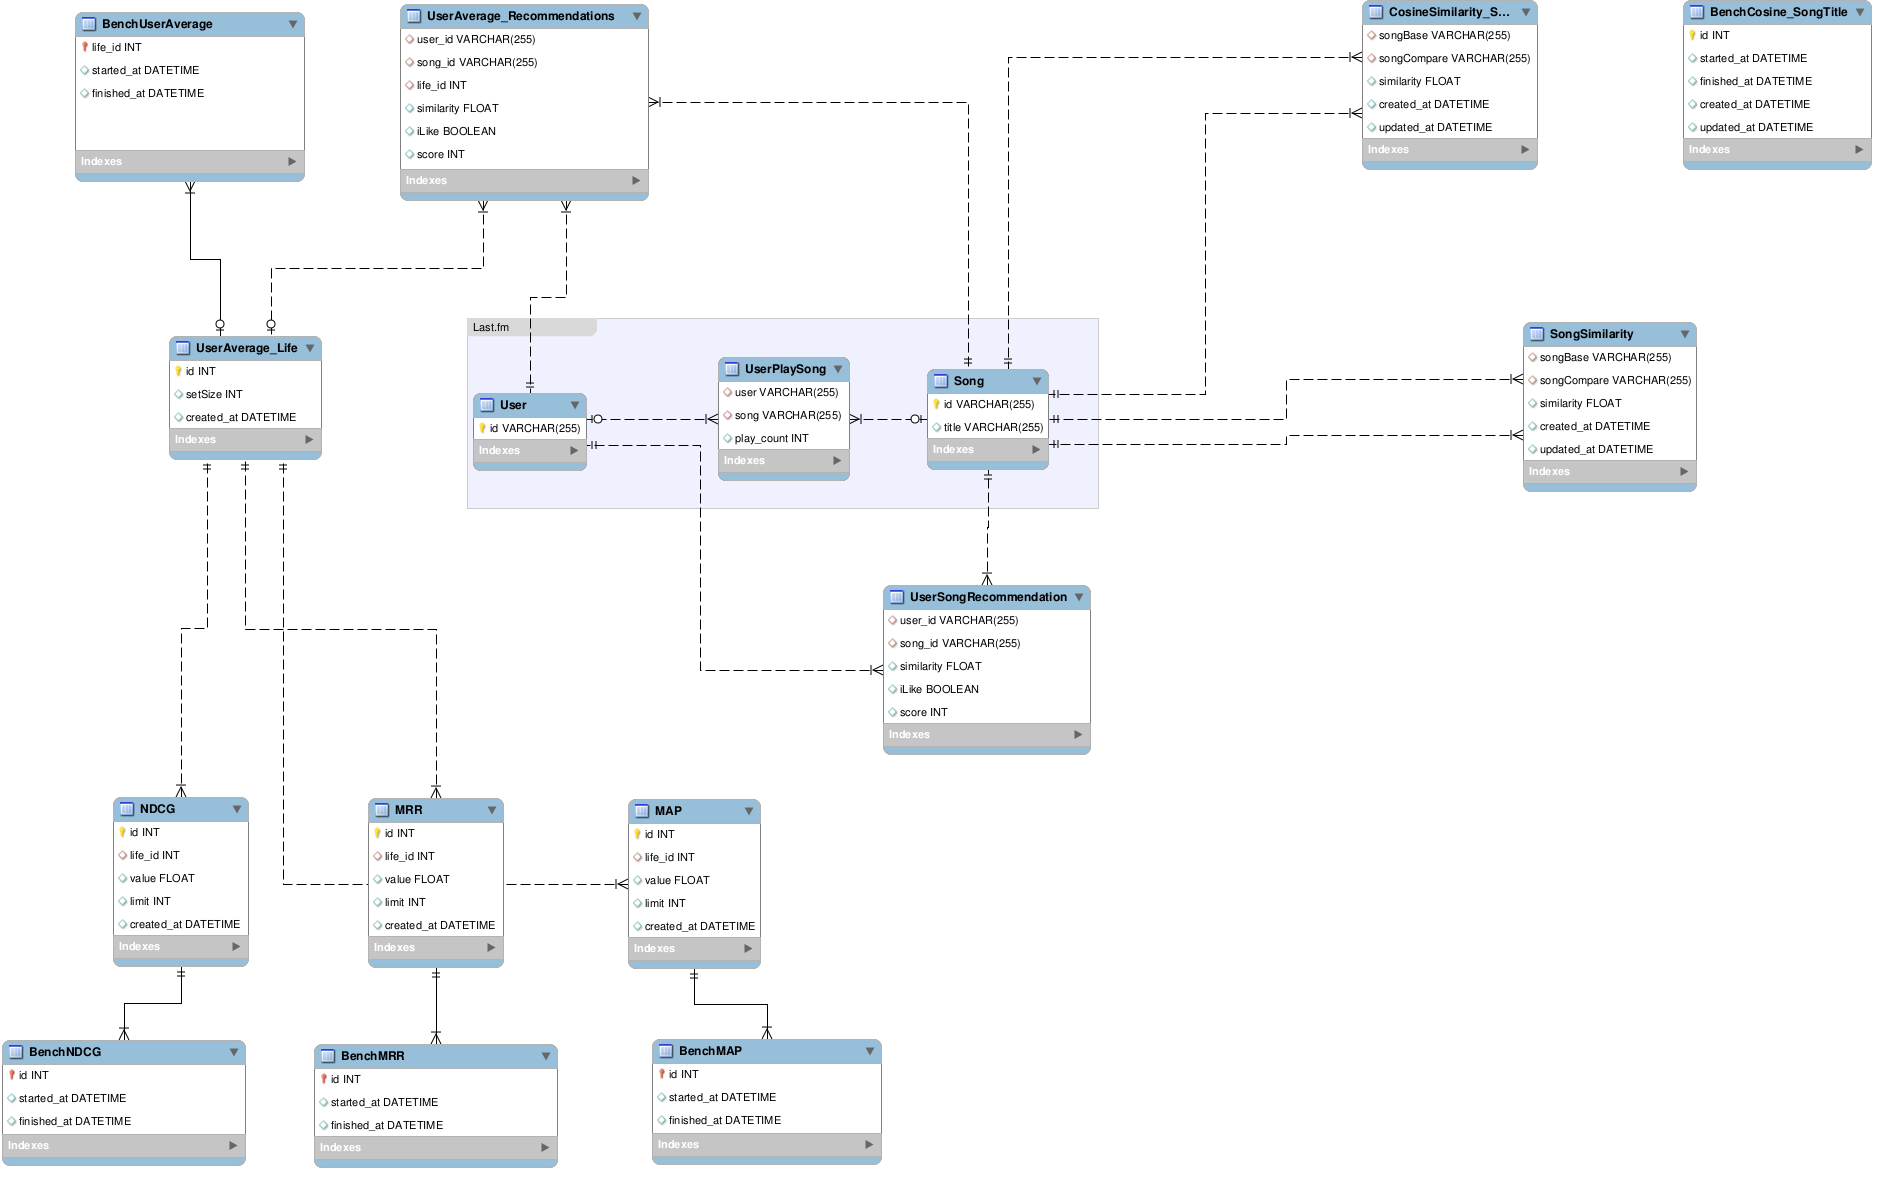 BenchUserAverage
life_id INT
started_at DATETIME
finished_at DATETIME
Indexes
UserAverage_Recommendations
user_id VARCHAR(255)
song_id VARCHAR(255)
life_id INT
similarity FLOAT
iLike BOOLEAN
score INT
Indexes
CosineSimilarity_S...
songBase VARCHAR(255)
songCompare VARCHAR(255)
similarity FLOAT
created_at DATETIME
updated_at DATETIME
Indexes
BenchCosine_SongTitle
id INT
started_at DATETIME
finished_at DATETIME
created_at DATETIME
updated_at DATETIME
Indexes
UserAverage_Life
id INT
setSize INT
created_at DATETIME
Indexes
Last.fm
User
id VARCHAR(255)
Indexes
UserPlaySong
user VARCHAR(255)
song VARCHAR(255)
play_count INT
Indexes
Song
id VARCHAR(255)
title VARCHAR(255)
Indexes
SongSimilarity
songBase VARCHAR(255)
songCompare VARCHAR(255)
similarity FLOAT
created_at DATETIME
updated_at DATETIME
Indexes
UserSongRecommendation
user_id VARCHAR(255)
song_id VARCHAR(255)
similarity FLOAT
iLike BOOLEAN
score INT
Indexes
NDCG
id INT
life_id INT
value FLOAT
limit INT
created_at DATETIME
Indexes
MRR
id INT
life_id INT
value FLOAT
limit INT
created_at DATETIME
Indexes
MAP
id INT
life_id INT
value FLOAT
limit INT
created_at DATETIME
Indexes
BenchNDCG
id INT
started_at DATETIME
finished_at DATETIME
Indexes
BenchMRR
id INT
started_at DATETIME
finished_at DATETIME
Indexes
BenchMAP
id INT
started_at DATETIME
finished_at DATETIME
Indexes